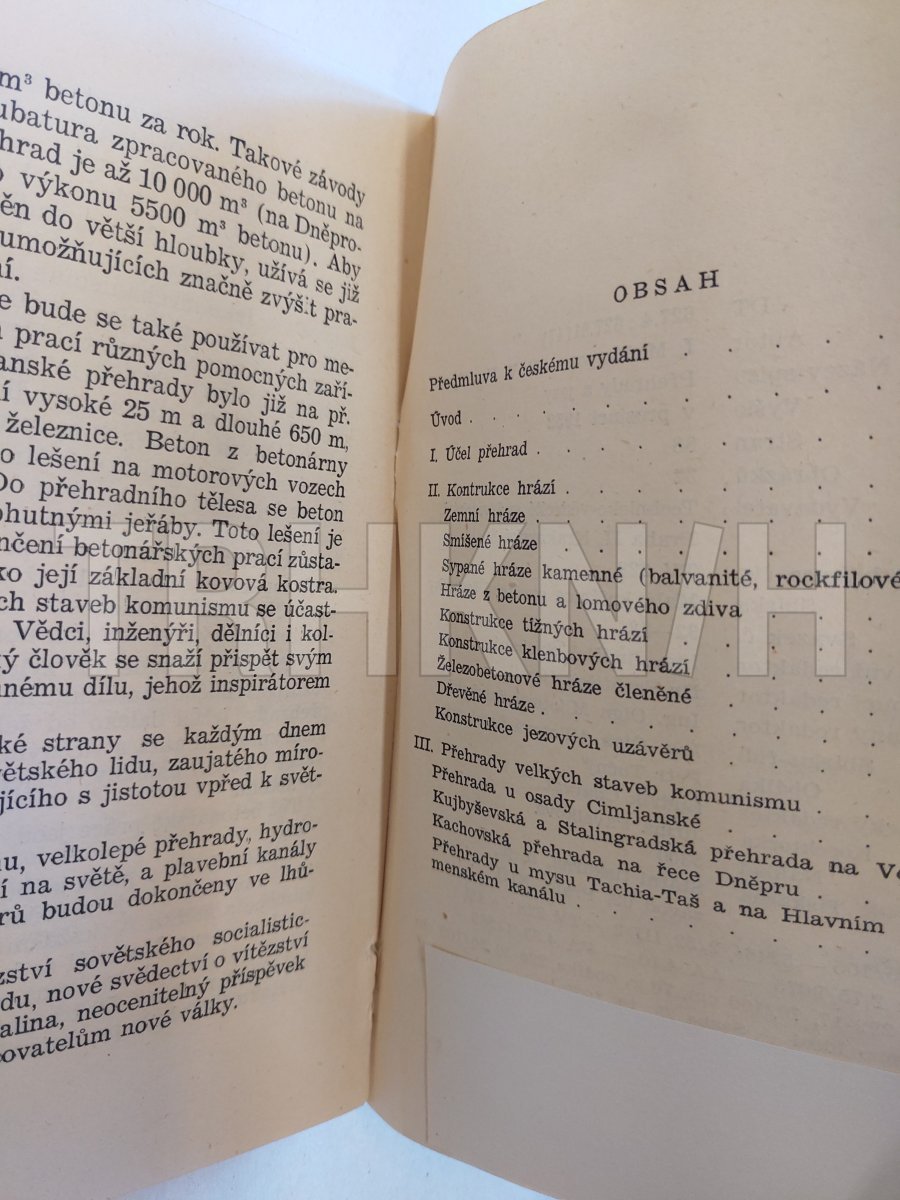 m³ betonu za rok. Takové závody
ubatura zpracovaného betonu na
hrad je až 10 000 m³ (na Dněpro-
o výkonu 5500 m³ betonu). Aby
ěn do větší hloubky, užívá se již
umožňujících značně zvýšit pra-
ní.
e bude se také používat pro me-
prací různých pomocných zaří-
anské přehrady bylo již na př.
í vysoké 25 m a dlouhé 650 m,
železnice. Beton z betonárny
o lešení na motorových vozech
Do přehradního tělesa se beton
ohutnými jeřáby. Toto lešení je
nčení betonářských prací zůsta-
ko její základní kovová kostra.
ch staveb komunismu se účast-
Vědci, inženýři, dělníci i kol-
ký člověk se snaží přispět svým
nnému dílu, jehož inspirátorem
ké strany se každým dnem
větského lidu, zaujatého míro-
jícího s jistotou vpřed k svět-
u, velkolepé přehrady, hydro-
í na světě, a plavební kanály
rů budou dokončeny ve lhů-
zství sovětského socialistic-
du, nové svědectví o vítězství
alina, neocenitelný příspěvek
ovatelům nové války.
OBSAH
Předmluva k českému vydání . . . .
Úvod . . . . . . . . . .
I. Účel přehrad . . . . . . . .
II. Kontrukce hrází . . . . . . .
Zemní hráze . . . . . . . .
Smíšené hráze . . . . . . . .
Sypané hráze kamenné (balvanité, rockfilové
Hráze z betonu a lomového zdiva . .
Konstrukce tížných hrází . . . . .
Konstrukce klenbových hrází . . . .
Železobetonové hráze členěné . . . .
Dřevěné hráze . . . . . . . .
Konstrukce jezových uzávěrů . . . .
III. Přehrady velkých staveb komunismu . .
Přehrada u osady Cimljanské . . . .
Kujbyševská a Stalingradská přehrada na Vo
Kachovská přehrada na řece Dněpru . .
Přehrady u mysu Tachia-Taš a na Hlavním
menském kanálu . . . . . . .